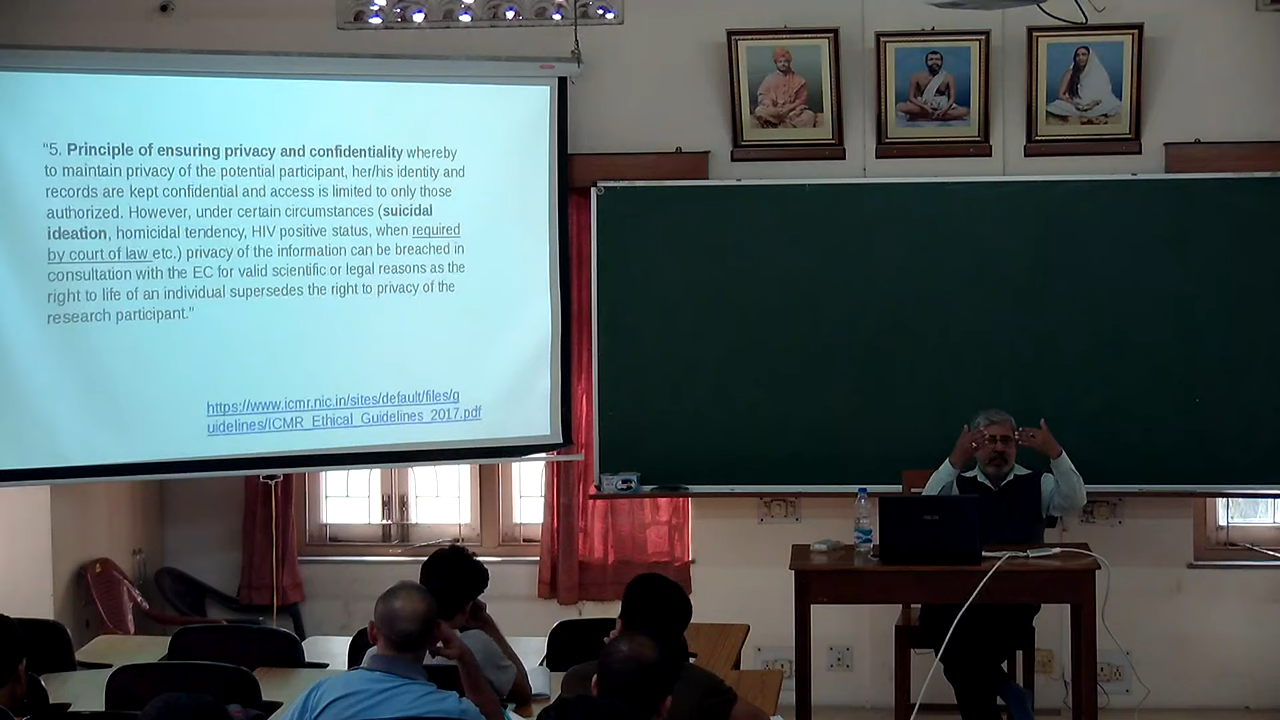 "5. Principle of ensuring privacy and confidentiality whereby
to maintain privacy of the potential participant, her/his identity and
records are kept confidential and access is limited to only those
authorized. However, under certain circumstances (suicidal
ideation, homicidal tendency, HIV positive status, when required
by court of law etc.) privacy of the information can be breached in
consultation with the EC for valid scientific or legal reasons as the
right to life of an individual supersedes the right to privacy of the
research participant."
https://www.icmr.nic.in/sites/default/files/g
uidelines/ICMR_Ethical_Guidelines_2017.pdf